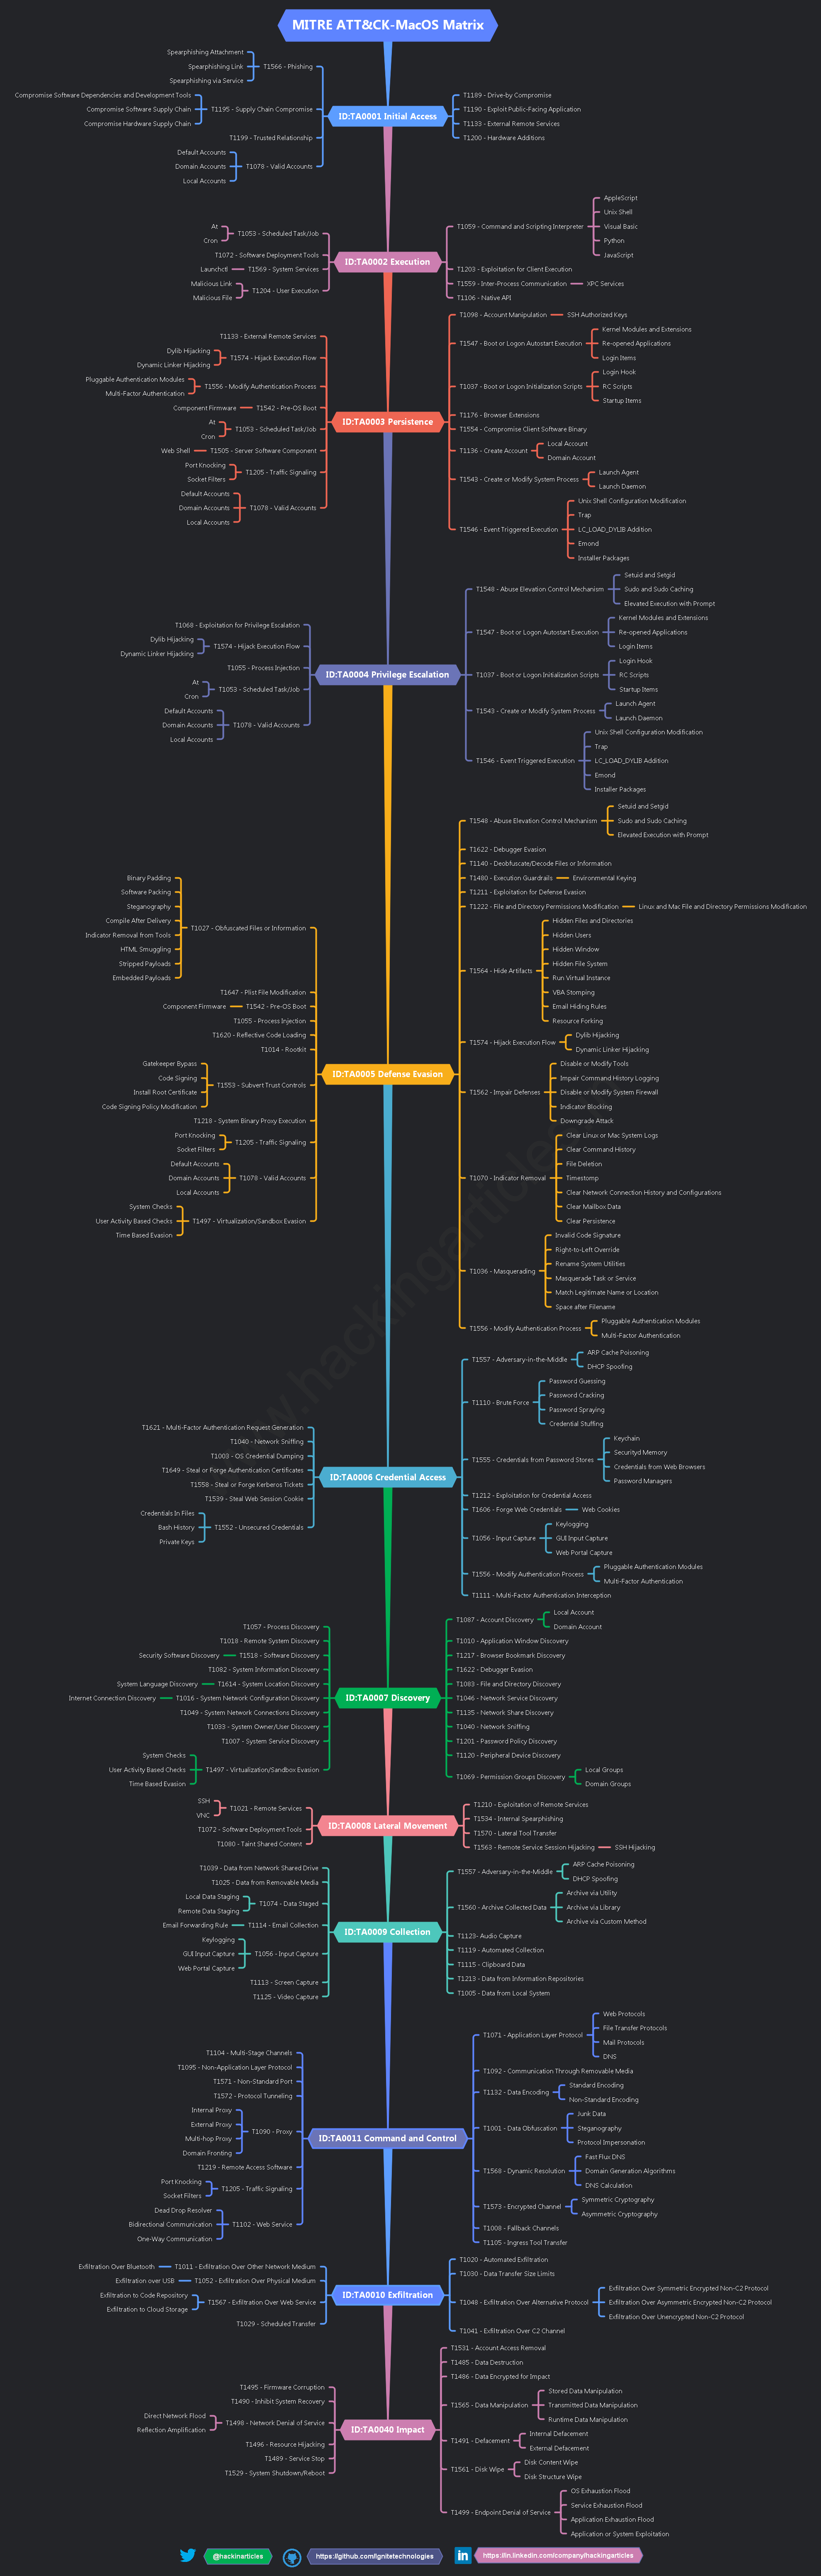 MITRE ATT&CK-MacOS Matrix
ID:TA0001 Initial Access
T1566 - Phishing
Spearphishing Attachment
Spearphishing Link
Spearphishing via Service
T1195 - Supply Chain Compromise
Compromise Software Dependencies and Development Tools
Compromise Software Supply Chain
Compromise Hardware Supply Chain
T1199 - Trusted Relationship
T1078 - Valid Accounts
Default Accounts
Domain Accounts
Local Accounts
T1189 - Drive-by Compromise
T1190 - Exploit Public-Facing Application
T1133 - External Remote Services
T1200 - Hardware Additions
ID:TA0002 Execution
T1053 - Scheduled Task/Job
At
Cron
T1072 - Software Deployment Tools
T1569 - System Services
Launchctl
T1204 - User Execution
Malicious Link
Malicious File
T1059 - Command and Scripting Interpreter
AppleScript
Unix Shell
Visual Basic
Python
JavaScript
T1203 - Exploitation for Client Execution
T1559 - Inter-Process Communication
XPC Services
T1106 - Native API
ID:TA0003 Persistence
T1133 - External Remote Services
T1574 - Hijack Execution Flow
Dylib Hijacking
Dynamic Linker Hijacking
T1556 - Modify Authentication Process
Pluggable Authentication Modules
Multi-Factor Authentication
T1542 - Pre-OS Boot
Component Firmware
T1053 - Scheduled Task/Job
At
Cron
T1505 - Server Software Component
Web Shell
T1205 - Traffic Signaling
Port Knocking
Socket Filters
T1078 - Valid Accounts
Default Accounts
Domain Accounts
Local Accounts
T1098 - Account Manipulation
SSH Authorized Keys
T1547 - Boot or Logon Autostart Execution
Kernel Modules and Extensions
Re-opened Applications
Login Items
T1037 - Boot or Logon Initialization Scripts
Login Hook
RC Scripts
Startup Items
T1176 - Browser Extensions
T1554 - Compromise Client Software Binary
T1136 - Create Account
Local Account
Domain Account
T1543 - Create or Modify System Process
Launch Agent
Launch Daemon
T1546 - Event Triggered Execution
Unix Shell Configuration Modification
Trap
LC_LOAD_DYLIB Addition
Emond
Installer Packages
ID:TA0004 Privilege Escalation
T1068 - Exploitation for Privilege Escalation
T1574 - Hijack Execution Flow
Dylib Hijacking
Dynamic Linker Hijacking
T1055 - Process Injection
T1053 - Scheduled Task/Job
At
Cron
T1078 - Valid Accounts
Default Accounts
Domain Accounts
Local Accounts
T1548 - Abuse Elevation Control Mechanism
Setuid and Setgid
Sudo and Sudo Caching
Elevated Execution with Prompt
T1547 - Boot or Logon Autostart Execution
Kernel Modules and Extensions
Re-opened Applications
Login Items
T1037 - Boot or Logon Initialization Scripts
Login Hook
RC Scripts
Startup Items
T1543 - Create or Modify System Process
Launch Agent
Launch Daemon
T1546 - Event Triggered Execution
Unix Shell Configuration Modification
Trap
LC_LOAD_DYLIB Addition
Emond
Installer Packages
ID:TA0005 Defense Evasion
T1027 - Obfuscated Files or Information
Binary Padding
Software Packing
Steganography
Compile After Delivery
Indicator Removal from Tools
HTML Smuggling
Stripped Payloads
Embedded Payloads
T1647 - Plist File Modification
T1542 - Pre-OS Boot
Component Firmware
T1055 - Process Injection
T1620 - Reflective Code Loading
T1014 - Rootkit
T1553 - Subvert Trust Controls
Gatekeeper Bypass
Code Signing
Install Root Certificate
Code Signing Policy Modification
T1218 - System Binary Proxy Execution
T1205 - Traffic Signaling
Port Knocking
Socket Filters
T1078 - Valid Accounts
Default Accounts
Domain Accounts
Local Accounts
T1497 - Virtualization/Sandbox Evasion
System Checks
User Activity Based Checks
Time Based Evasion
T1548 - Abuse Elevation Control Mechanism
Setuid and Setgid
Sudo and Sudo Caching
Elevated Execution with Prompt
T1622 - Debugger Evasion
T1140 - Deobfuscate/Decode Files or Information
T1480 - Execution Guardrails
Environmental Keying
T1211 - Exploitation for Defense Evasion
T1222 - File and Directory Permissions Modification
Linux and Mac File and Directory Permissions Modification
T1564 - Hide Artifacts
Hidden Files and Directories
Hidden Users
Hidden Window
Hidden File System
Run Virtual Instance
VBA Stomping
Email Hiding Rules
Resource Forking
T1574 - Hijack Execution Flow
Dylib Hijacking
Dynamic Linker Hijacking
T1562 - Impair Defenses
Disable or Modify Tools
Impair Command History Logging
Disable or Modify System Firewall
Indicator Blocking
Downgrade Attack
T1070 - Indicator Removal
Clear Linux or Mac System Logs
Clear Command History
File Deletion
Timestomp
Clear Network Connection History and Configurations
Clear Mailbox Data
Clear Persistence
T1036 - Masquerading
Invalid Code Signature
Right-to-Left Override
Rename System Utilities
Masquerade Task or Service
Match Legitimate Name or Location
Space after Filename
T1556 - Modify Authentication Process
Pluggable Authentication Modules
Multi-Factor Authentication
ID:TA0006 Credential Access
T1621 - Multi-Factor Authentication Request Generation
T1040 - Network Sniffing
T1003 - OS Credential Dumping
T1649 - Steal or Forge Authentication Certificates
T1558 - Steal or Forge Kerberos Tickets
T1539 - Steal Web Session Cookie
T1552 - Unsecured Credentials
Credentials In Files
Bash History
Private Keys
T1557 - Adversary-in-the-Middle
ARP Cache Poisoning
DHCP Spoofing
T1110 - Brute Force
Password Guessing
Password Cracking
Password Spraying
Credential Stuffing
T1555 - Credentials from Password Stores
Keychain
Securityd Memory
Credentials from Web Browsers
Password Managers
T1212 - Exploitation for Credential Access
T1606 - Forge Web Credentials
Web Cookies
T1056 - Input Capture
Keylogging
GUI Input Capture
Web Portal Capture
T1556 - Modify Authentication Process
Pluggable Authentication Modules
Multi-Factor Authentication
T1111 - Multi-Factor Authentication Interception
ID:TA0007 Discovery
T1057 - Process Discovery
T1018 - Remote System Discovery
T1518 - Software Discovery
Security Software Discovery
T1082 - System Information Discovery
T1614 - System Location Discovery
System Language Discovery
T1016 - System Network Configuration Discovery
Internet Connection Discovery
T1049 - System Network Connections Discovery
T1033 - System Owner/User Discovery
T1007 - System Service Discovery
T1497 - Virtualization/Sandbox Evasion
System Checks
User Activity Based Checks
Time Based Evasion
T1087 - Account Discovery
Local Account
Domain Account
T1010 - Application Window Discovery
T1217 - Browser Bookmark Discovery
T1622 - Debugger Evasion
T1083 - File and Directory Discovery
T1046 - Network Service Discovery
T1135 - Network Share Discovery
T1040 - Network Sniffing
T1201 - Password Policy Discovery
T1120 - Peripheral Device Discovery
T1069 - Permission Groups Discovery
Local Groups
Domain Groups
ID:TA0008 Lateral Movement
T1021 - Remote Services
SSH
VNC
T1072 - Software Deployment Tools
T1080 - Taint Shared Content
T1210 - Exploitation of Remote Services
T1534 - Internal Spearphishing
T1570 - Lateral Tool Transfer
T1563 - Remote Service Session Hijacking
SSH Hijacking
ID:TA0009 Collection
T1039 - Data from Network Shared Drive
T1025 - Data from Removable Media
T1074 - Data Staged
Local Data Staging
Remote Data Staging
T1114 - Email Collection
Email Forwarding Rule
T1056 - Input Capture
Keylogging
GUI Input Capture
Web Portal Capture
T1113 - Screen Capture
T1125 - Video Capture
T1557 - Adversary-in-the-Middle
ARP Cache Poisoning
DHCP Spoofing
T1560 - Archive Collected Data
Archive via Utility
Archive via Library
Archive via Custom Method
T1123- Audio Capture
T1119 - Automated Collection
T1115 - Clipboard Data
T1213 - Data from Information Repositories
T1005 - Data from Local System
ID:TA0011 Command and Control
T1104 - Multi-Stage Channels
T1095 - Non-Application Layer Protocol
T1571 - Non-Standard Port
T1572 - Protocol Tunneling
T1090 - Proxy
Internal Proxy
External Proxy
Multi-hop Proxy
Domain Fronting
T1219 - Remote Access Software
T1205 - Traffic Signaling
Port Knocking
Socket Filters
T1102 - Web Service
Dead Drop Resolver
Bidirectional Communication
One-Way Communication
T1071 - Application Layer Protocol
Web Protocols
File Transfer Protocols
Mail Protocols
DNS
T1092 - Communication Through Removable Media
T1132 - Data Encoding
Standard Encoding
Non-Standard Encoding
T1001 - Data Obfuscation
Junk Data
Steganography
Protocol Impersonation
T1568 - Dynamic Resolution
Fast Flux DNS
Domain Generation Algorithms
DNS Calculation
T1573 - Encrypted Channel
Symmetric Cryptography
Asymmetric Cryptography
T1008 - Fallback Channels
T1105 - Ingress Tool Transfer
ID:TA0010 Exfiltration
T1011 - Exfiltration Over Other Network Medium
Exfiltration Over Bluetooth
T1052 - Exfiltration Over Physical Medium
Exfiltration over USB
T1567 - Exfiltration Over Web Service
Exfiltration to Code Repository
Exfiltration to Cloud Storage
T1029 - Scheduled Transfer
T1020 - Automated Exfiltration
T1030 - Data Transfer Size Limits
T1048 - Exfiltration Over Alternative Protocol
Exfiltration Over Symmetric Encrypted Non-C2 Protocol
Exfiltration Over Asymmetric Encrypted Non-C2 Protocol
Exfiltration Over Unencrypted Non-C2 Protocol
T1041 - Exfiltration Over C2 Channel
ID:TA0040 Impact
T1495 - Firmware Corruption
T1490 - Inhibit System Recovery
T1498 - Network Denial of Service
Direct Network Flood
Reflection Amplification
T1496 - Resource Hijacking
T1489 - Service Stop
T1529 - System Shutdown/Reboot
T1531 - Account Access Removal
T1485 - Data Destruction
T1486 - Data Encrypted for Impact
T1565 - Data Manipulation
Stored Data Manipulation
Transmitted Data Manipulation
Runtime Data Manipulation
T1491 - Defacement
Internal Defacement
External Defacement
T1561 - Disk Wipe
Disk Content Wipe
Disk Structure Wipe
T1499 - Endpoint Denial of Service
OS Exhaustion Flood
Service Exhaustion Flood
Application Exhaustion Flood
Application or System Exploitation
@hackinarticles
https://github.com/Ignitetechnologies
in
https://in.linkedin.com/company/hackingarticles